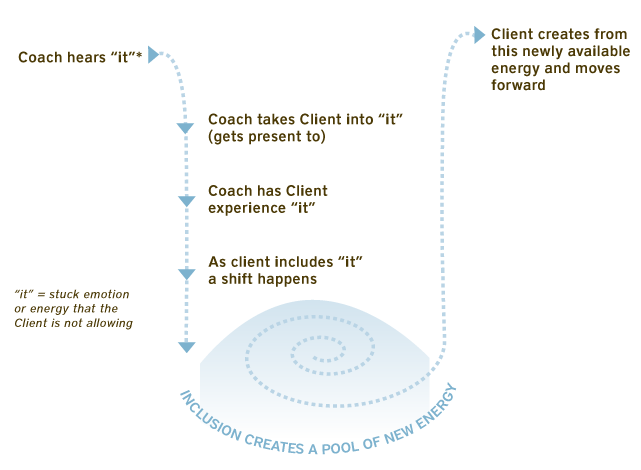 Coach hears “it”*
Coach takes Client into “it”
(gets present to)
Coach has Client
experience “it”
As client includes “it”
a shift happens
“it” = stuck emotion
or energy that the
Client is not allowing
INCLUSION CREATES A POOL OF NEW ENERGY
Client creates from
this newly available
energy and moves
forward